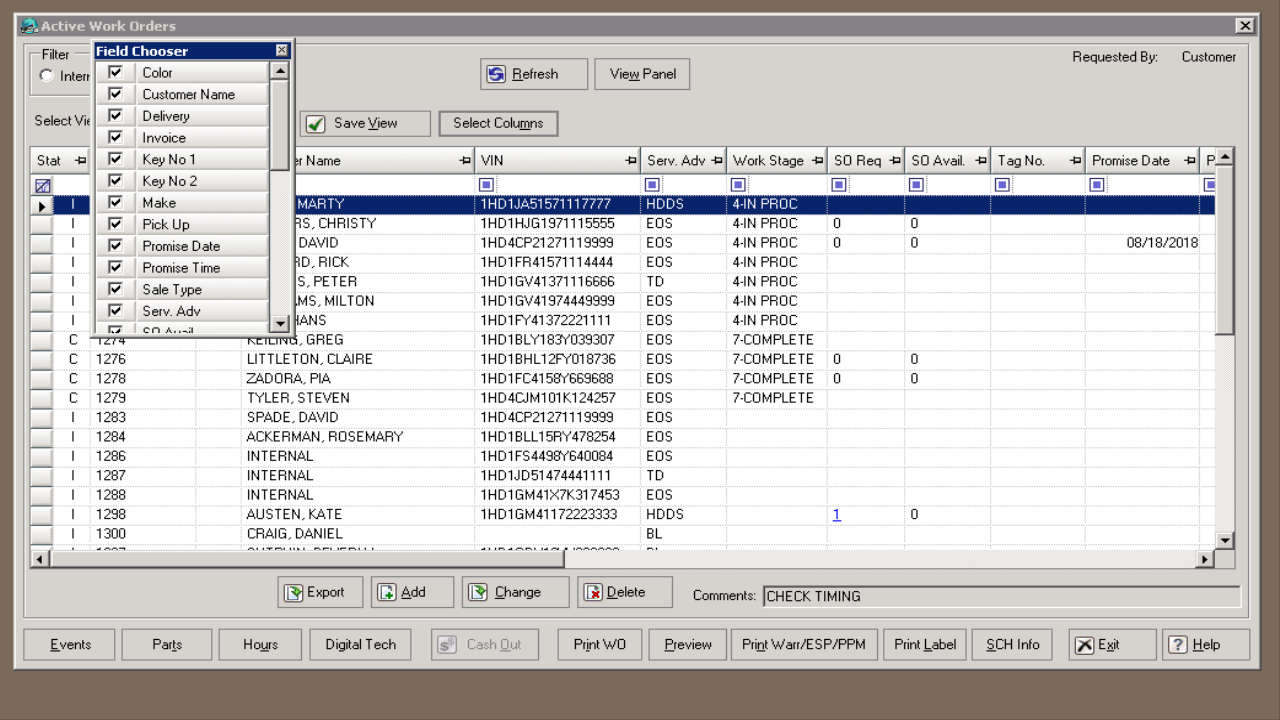 Active Work Orders
Filter
Intern
Field Chooser
Color
Customer Name
Delivery
Invoice
Key No 1
Key No 2
Make
Pick Up
Promise Date
Promise Time
Sale Type
Serv. Adv
SO Avail
Refresh View Panel
Requested By: Customer
Select Vie Save View Select Columns
Stat er Name VIN Serv. Adv Work Stage SO Req SO Avail. Tag No. Promise Date P
I MARTY 1HD1JA51571117777 HDDS 4-IN PROC
I RS, CHRISTY 1HD1HJG1971115555 EOS 4-IN PROC 0 0
I DAVID 1HD4CP21271119999 EOS 4-IN PROC 0 0 08/18/2018
I RD, RICK 1HD1FR41571114444 EOS 4-IN PROC
I S, PETER 1HD1GV41371116666 TD 4-IN PROC
I MS, MILTON 1HD1GV41974449999 EOS 4-IN PROC
I HANS 1HD1FY41372221111 EOS 4-IN PROC
C 1274 KEILING, GREG 1HD1BLY183Y039307 EOS 7-COMPLETE
C 1276 LITTLETON, CLAIRE 1HD1BHL12FY018736 EOS 7-COMPLETE 0 0
C 1278 ZADORA, PIA 1HD1FC4158Y669688 EOS 7-COMPLETE 0 0
C 1279 TYLER, STEVEN 1HD4CJM101K124257 EOS 7-COMPLETE
I 1283 SPADE, DAVID 1HD4CP21271119999 EOS
I 1284 ACKERMAN, ROSEMARY 1HD1BLL15RY478254 EOS
I 1286 INTERNAL 1HD1FS4498Y640084 EOS
I 1287 INTERNAL 1HD1JD51474441111 TD
I 1288 INTERNAL 1HD1GM41X7K317453 EOS
I 1298 AUSTEN, KATE 1HD1GM41172223333 HDDS 1 0
I 1300 CRAIG, DANIEL BL
Export Add Change Delete Comments: CHECK TIMING
Events Parts Hours Digital Tech Cash Out Print WO Preview Print Warr/ESP/PPM Print Label SCH Info Exit Help